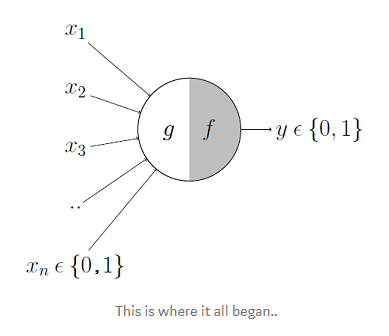 x₁
x₂
x₃
g f y ϵ {0, 1}
..
xₙ ϵ {0,1}
This is where it all began..